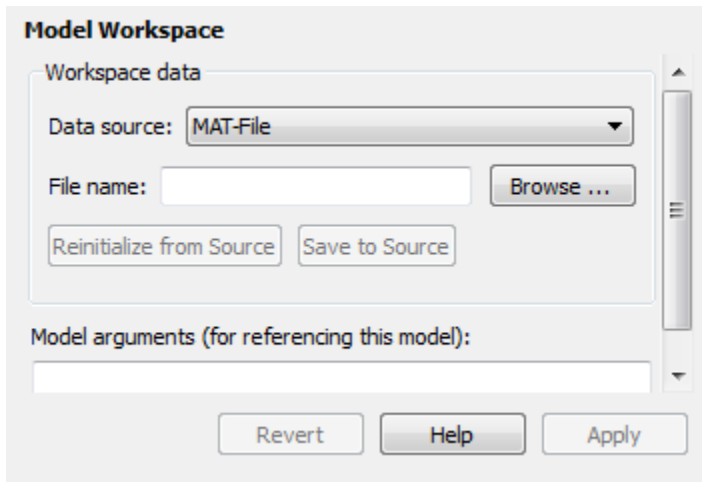 Model Workspace
Workspace data
Data source: MAT-File
File name: Browse ...
Reinitialize from Source Save to Source
Model arguments (for referencing this model):
Revert Help Apply